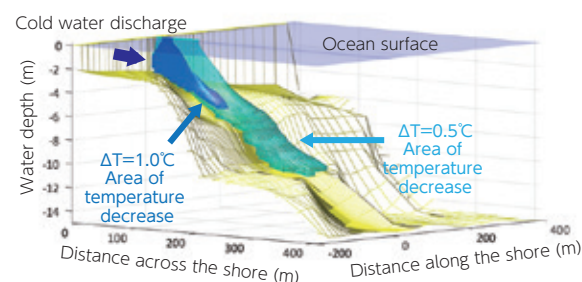 Cold water discharge
Ocean surface
Water depth (m)
0
-2
-4
-6
-8
-10
-12
-14
ΔT=1.0℃
Area of
temperature
decrease
ΔT=0.5℃
Area of
temperature
decrease
0
100
200
300
400
Distance across the shore (m)
-200
0
200
400
Distance along the shore (m)